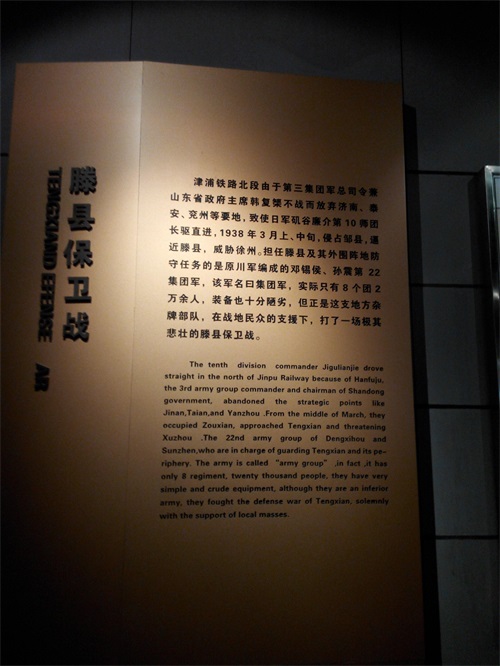 滕县保卫战
TENGXIAND EFENSE WAR
津浦铁路北段由于第三集团军总司令兼
山东省政府主席韩复榘不战而放弃济南、泰
安、兖州等要地，致使日军矶谷廉介第 10 师团
长驱直进，1938 年 3 月上、中旬，侵占邹县，逼
近滕县，威胁徐州。担任滕县及其外围阵地防
守任务的是原川军编成的邓锡侯、孙震第 22
集团军，该军名曰集团军，实际只有 8 个团 2
万余人，装备也十分陋劣，但正是这支地方杂
牌部队，在战地民众的支援下，打了一场极其
悲壮的滕县保卫战。
The tenth division commander Jigulianjie drove
straight in the north of Jinpu Railway because of Hanfuju,
the 3rd army group commander and chairman of Shandong
government, abandoned the strategic points like
Jinan,Taian,and Yanzhou .From the middle of March, they
occupied Zouxian, approached Tengxian and threatening
Xuzhou .The 22nd army group of Dengxihou and
Sunzhen,who are in charge of guarding Tengxian and its pe-
riphery. The army is called “army group” ,in fact ,it has
only 8 regiment, twenty thousand people, they have very
simple and crude equipment, although they are an inferior
army, they fought the defense war of Tengxian, solemnly
with the support of local masses.